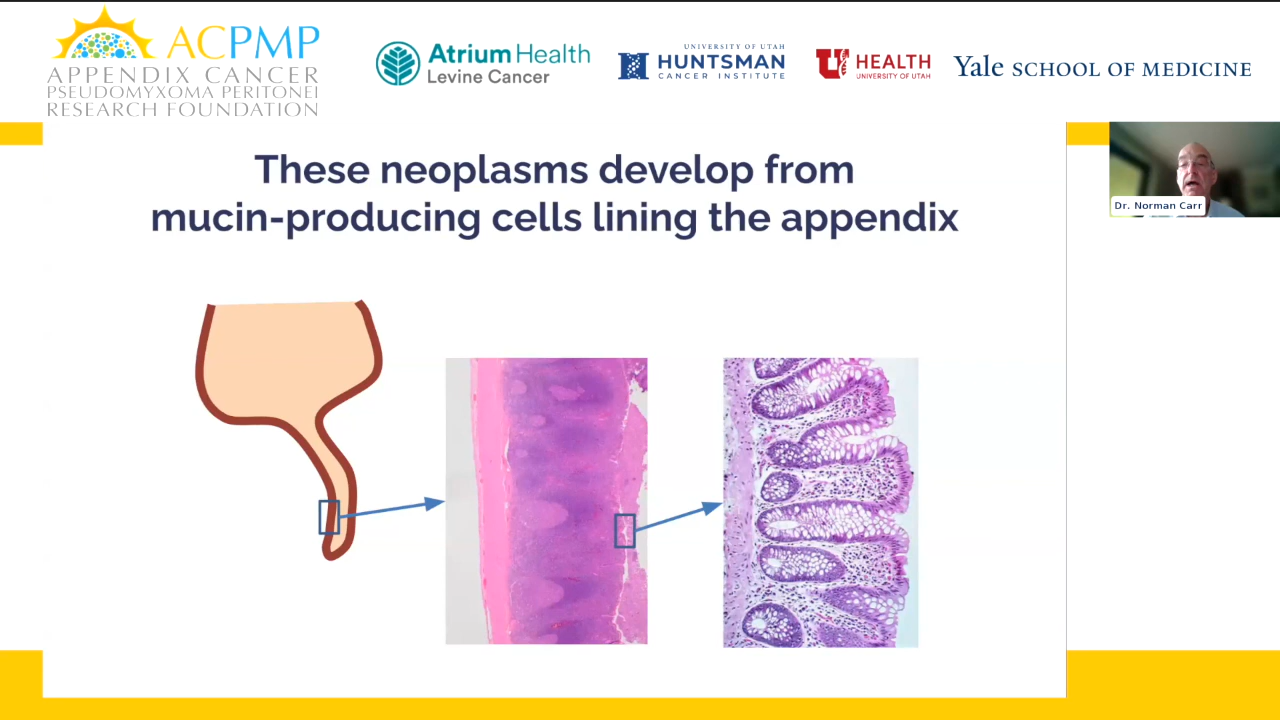 ACPMP
APPENDIX CANCER
PSEUDOMYXOMA PERITONEI
RESEARCH FOUNDATION
Atrium Health
Levine Cancer
UNIVERSITY OF UTAH
HUNTSMAN
CANCER INSTITUTE
U
HEALTH
UNIVERSITY OF UTAH
Yale SCHOOL OF MEDICINE
These neoplasms develop from
mucin-producing cells lining the appendix
Dr. Norman Carr